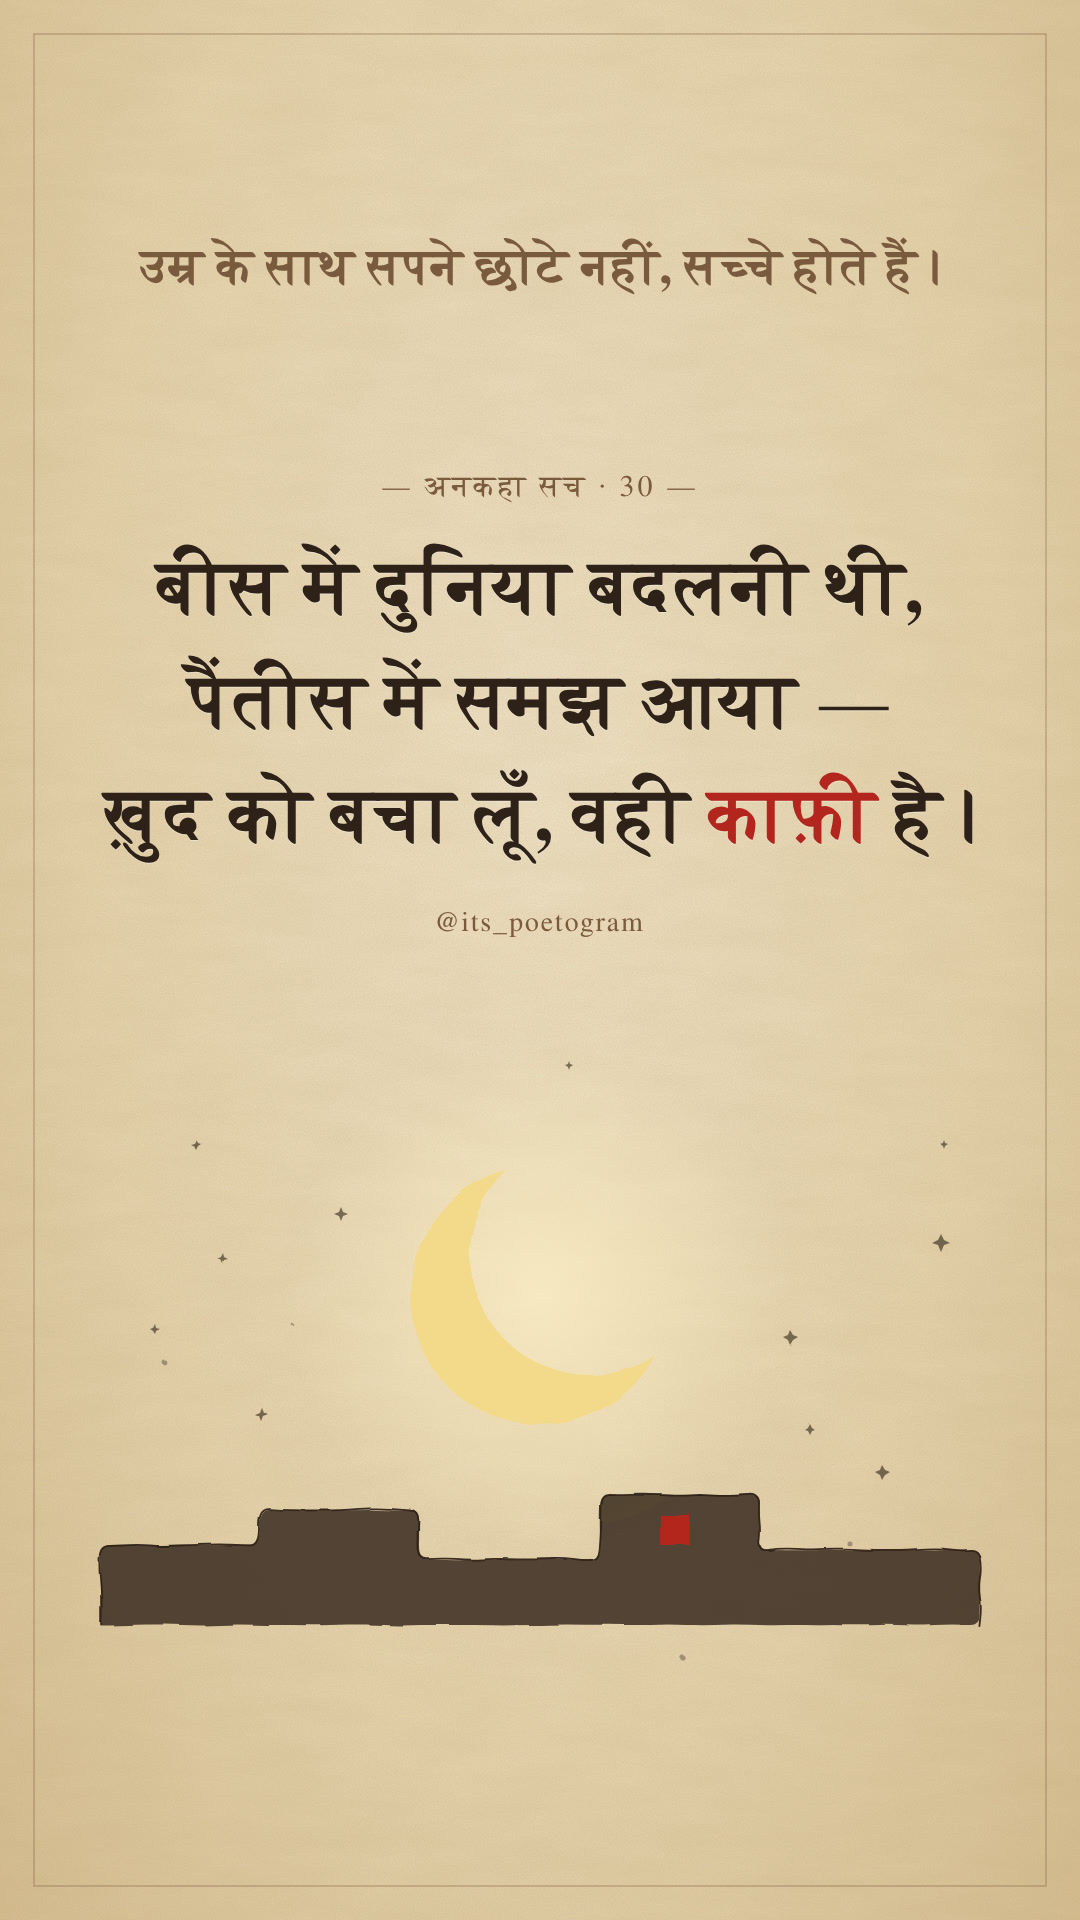 उम्र के साथ सपने छोटे नहीं, सच्चे होते हैं।
— अनकहा सच · 30 —
बीस में दुनिया बदलनी थी,
पैंतीस में समझ आया —
ख़ुद को बचा लूँ, वही काफ़ी है।
@its_poetogram